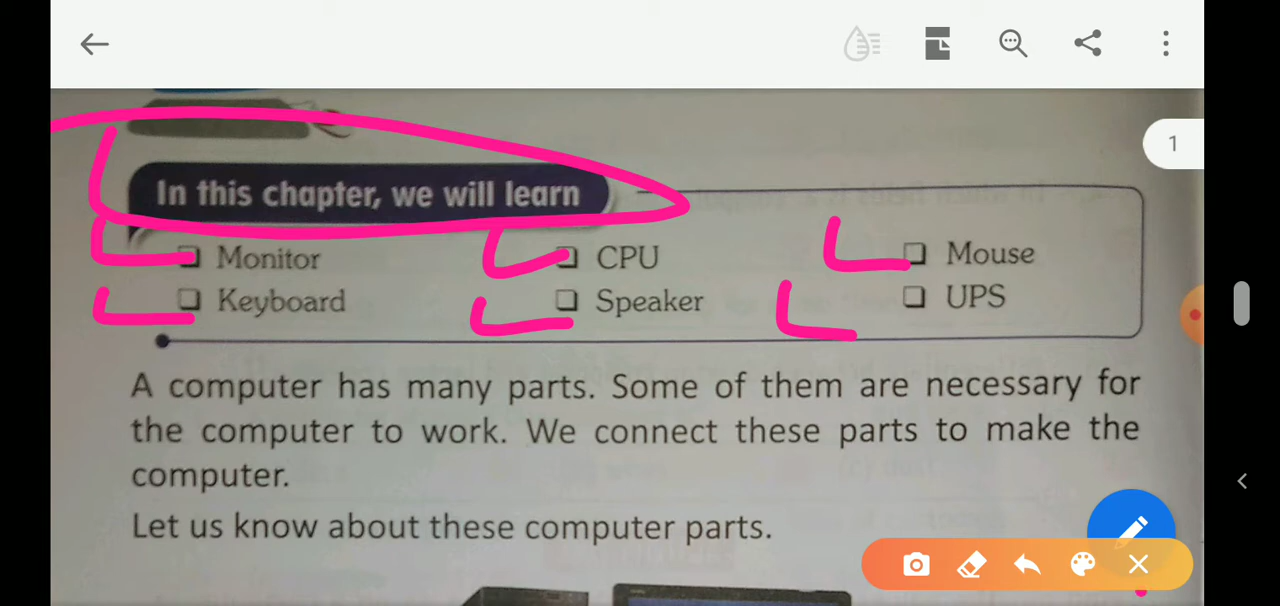 1
In this chapter, we will learn
❑ Monitor ❑ CPU ❑ Mouse
❑ Keyboard ❑ Speaker ❑ UPS
A computer has many parts. Some of them are necessary for
the computer to work. We connect these parts to make the
computer.
Let us know about these computer parts.